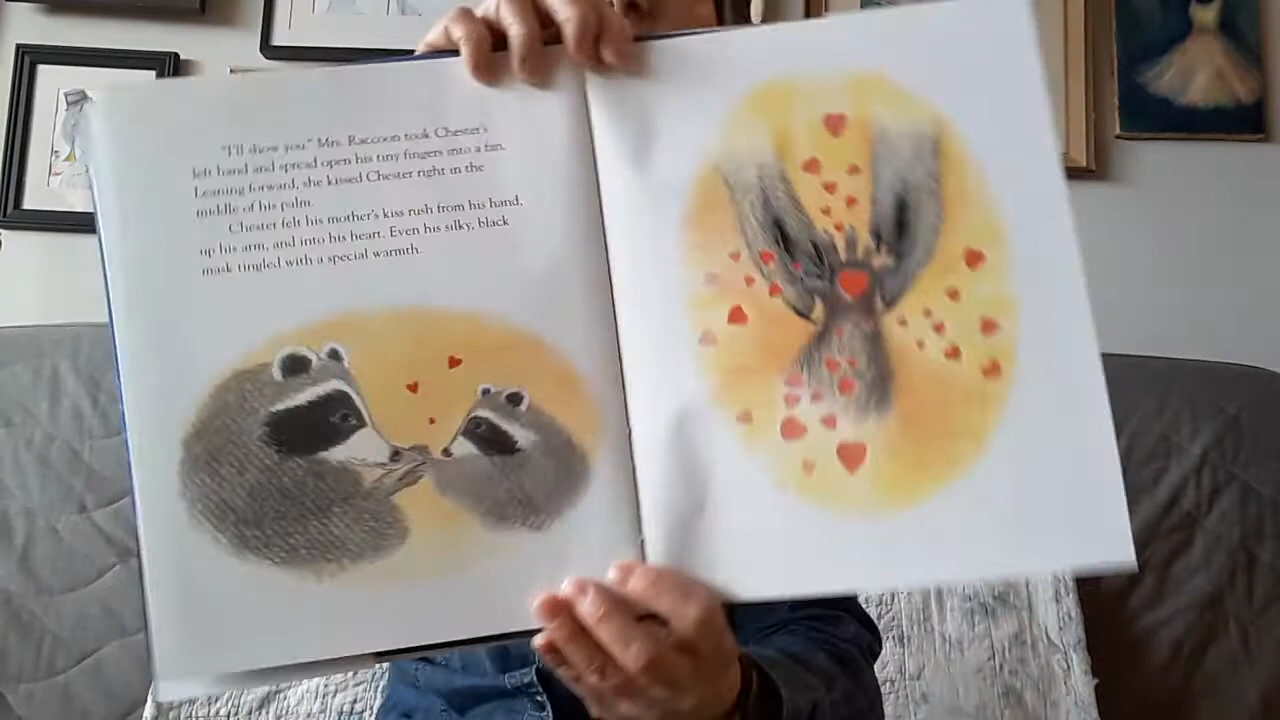 "I'll show you." Mrs. Raccoon took Chester's
left hand and spread open his tiny fingers into a fan.
Leaning forward, she kissed Chester right in the
middle of his palm.
Chester felt his mother's kiss rush from his hand,
up his arm, and into his heart. Even his silky, black
mask tingled with a special warmth.